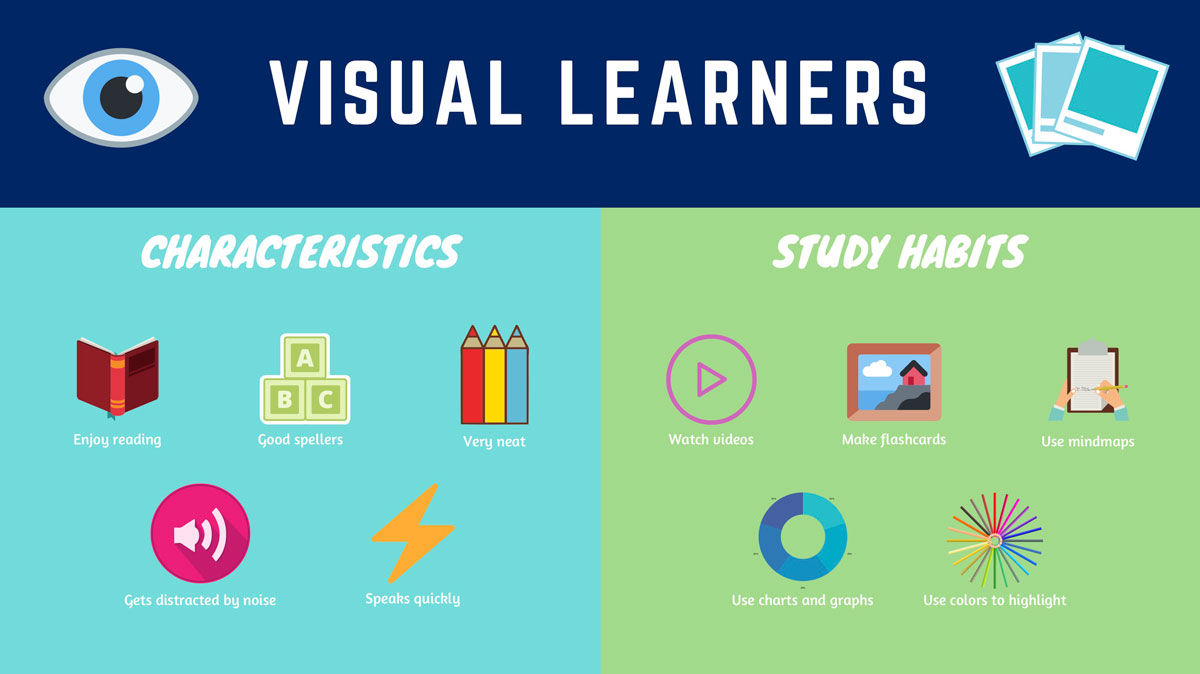 VISUAL LEARNERS
CHARACTERISTICS
Enjoy reading
A
B C
Good spellers
Very neat
Gets distracted by noise
Speaks quickly
STUDY HABITS
Watch videos
Make flashcards
Use mindmaps
Use charts and graphs
Use colors to highlight